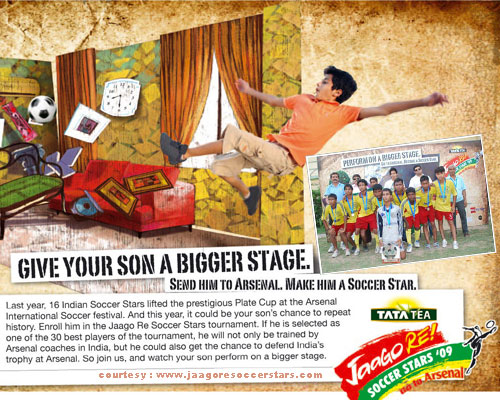 PERFORM ON A BIGGER STAGE.
GIVE YOUR SON A BIGGER STAGE.
SEND HIM TO ARSENAL. MAKE HIM A SOCCER STAR.
Last year, 16 Indian Soccer Stars lifted the prestigious Plate Cup at the Arsenal
International Soccer festival. And this year, it could be your son's chance to repeat
history. Enroll him in the Jaago Re Soccer Stars tournament. If he is selected as
one of the 30 best players of the tournament, he will not only be trained by
Arsenal coaches in India, but he could also get the chance to defend India's
trophy at Arsenal. So join us, and watch your son perform on a bigger stage.
TATA TEA
Jaago RE!
SOCCER STARS '09
Go to Arsenal
courtesy : www.jaagoresoccerstars.com